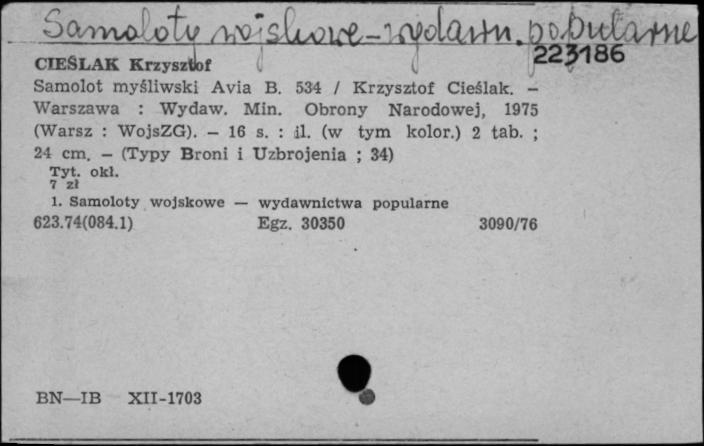 Samoloty wojskowe – wydawn. popularne
223186
CIEŚLAK Krzysztof
Samolot myśliwski Avia B. 534 / Krzysztof Cieślak. –
Warszawa : Wydaw. Min. Obrony Narodowej, 1975
(Warsz : WojsZG). – 16 s. : il. (w tym kolor.) 2 tab. ;
24 cm. – (Typy Broni i Uzbrojenia ; 34)
Tyt. okł.
7 zł
1. Samoloty wojskowe — wydawnictwa popularne
623.74(084.1) Egz. 30350 3090/76
BN—IB XII-1703